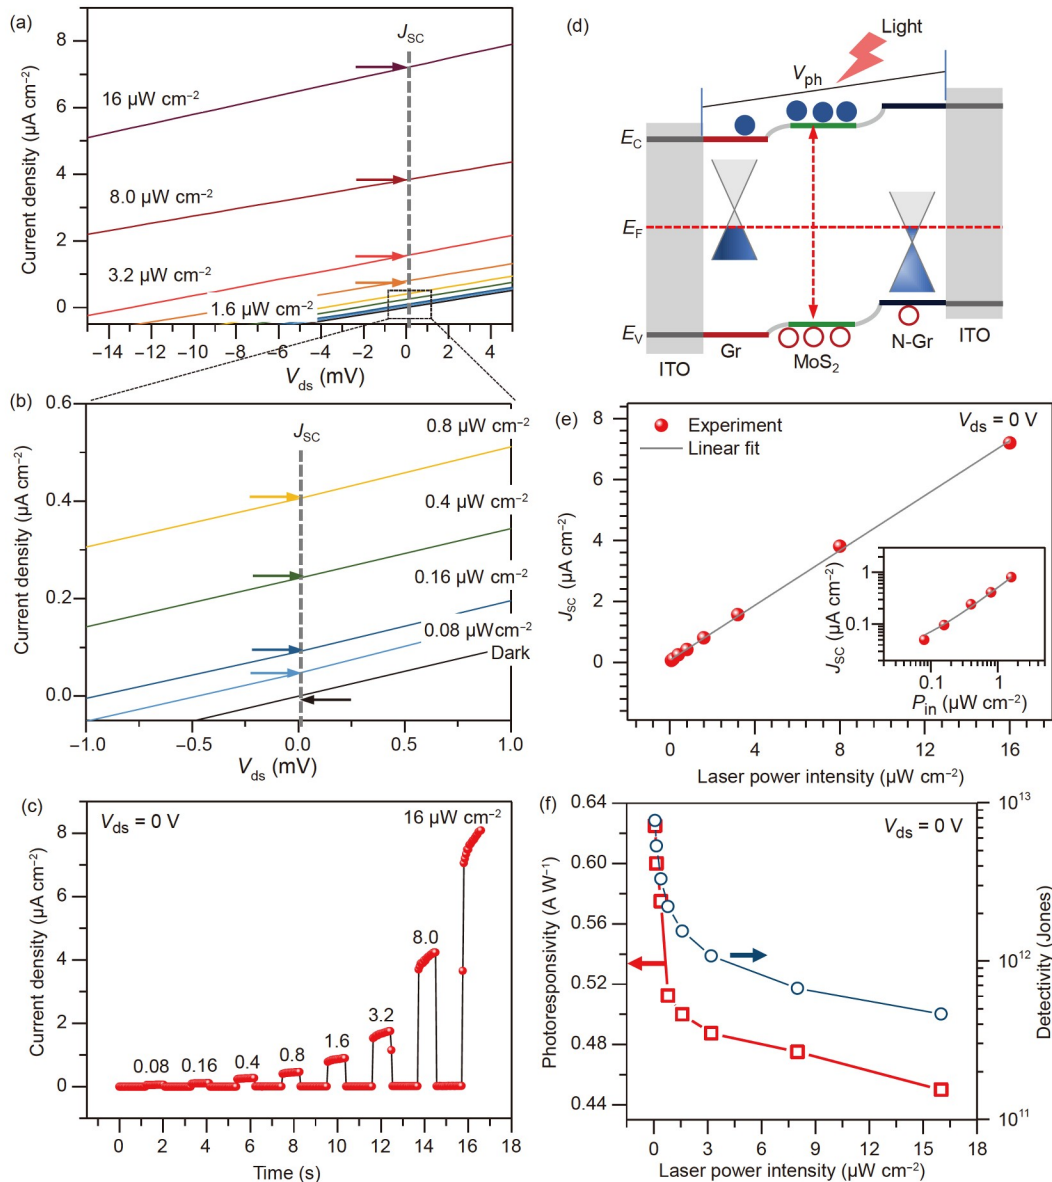 (a)
J_SC
8
6
4
2
0
Current density (µA cm⁻²)
16 µW cm⁻²
8.0 µW cm⁻²
3.2 µW cm⁻²
1.6 µW cm⁻²
−14 −12 −10 −8 −6 −4 −2 0 2 4
V_ds (mV)
(b)
J_SC
0.6
0.4
0.2
0.0
Current density (µA cm⁻²)
0.8 µW cm⁻²
0.4 µW cm⁻²
0.16 µW cm⁻²
0.08 µWcm⁻²
Dark
−1.0 −0.5 0.0 0.5 1.0
V_ds (mV)
(c)
V_ds = 0 V
16 µW cm⁻²
8
6
4
2
0
Current density (µA cm⁻²)
0.08 0.16 0.4 0.8 1.6 3.2 8.0
0 2 4 6 8 10 12 14 16 18
Time (s)
(d)
Light
V_ph
E_C
E_F
E_V
ITO
Gr
MoS₂
N-Gr
ITO
(e)
Experiment
Linear fit
V_ds = 0 V
8
6
4
2
0
J_SC (µA cm⁻²)
1
0.1
J_SC (µA cm⁻²)
0.1 1
P_in (µW cm⁻²)
0 4 8 12 16
Laser power intensity (µW cm⁻²)
(f)
V_ds = 0 V
0.64
0.60
0.56
0.52
0.48
0.44
Photoresponsivity (A W⁻¹)
10¹³
10¹²
10¹¹
Detectivity (Jones)
0 3 6 9 12 15 18
Laser power intensity (µW cm⁻²)